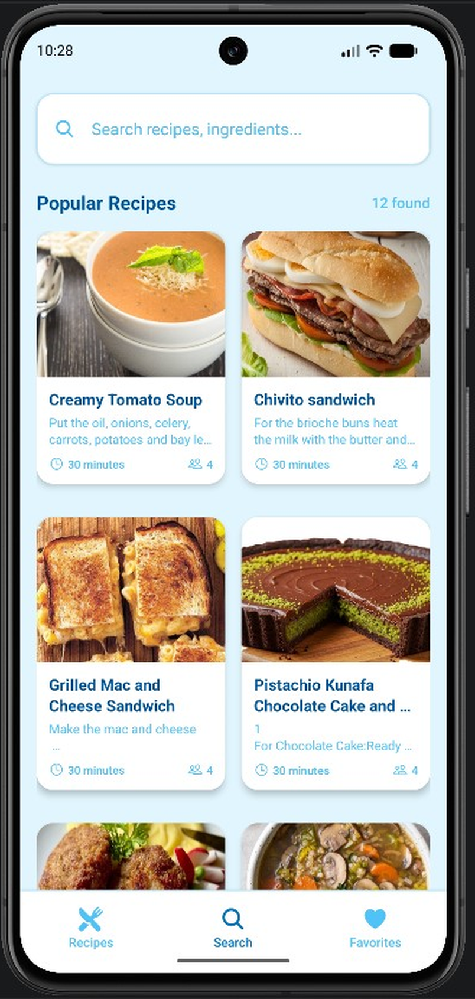 10:28
Search recipes, ingredients...
Popular Recipes
12 found
Creamy Tomato Soup
Put the oil, onions, celery,
carrots, potatoes and bay le...
30 minutes
4
Chivito sandwich
For the brioche buns heat
the milk with the butter and...
30 minutes
4
Grilled Mac and
Cheese Sandwich
Make the mac and cheese
...
30 minutes
4
Pistachio Kunafa
Chocolate Cake and ...
1
For Chocolate Cake:Ready ...
30 minutes
4
Recipes
Search
Favorites